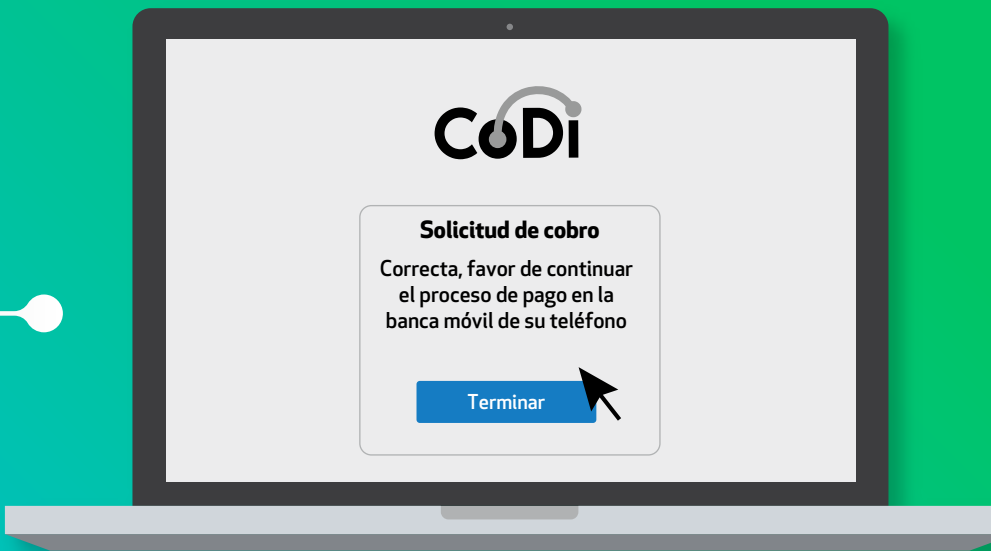 CoDi
Solicitud de cobro
Correcta, favor de continuar
el proceso de pago en la
banca móvil de su teléfono
Terminar